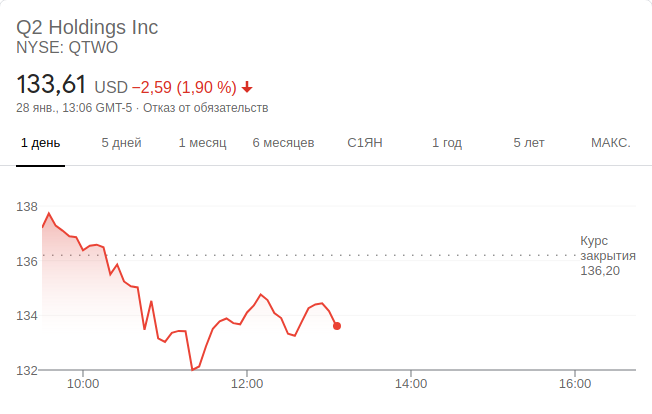 Q2 Holdings Inc
NYSE: QTWO
133,61 USD −2,59 (1,90 %)
28 янв., 13:06 GMT-5 · Отказ от обязательств
1 день 5 дней 1 месяц 6 месяцев С1ЯН 1 год 5 лет МАКС.
138
Курс
136 закрытия
136,20
134
132
10:00 12:00 14:00 16:00